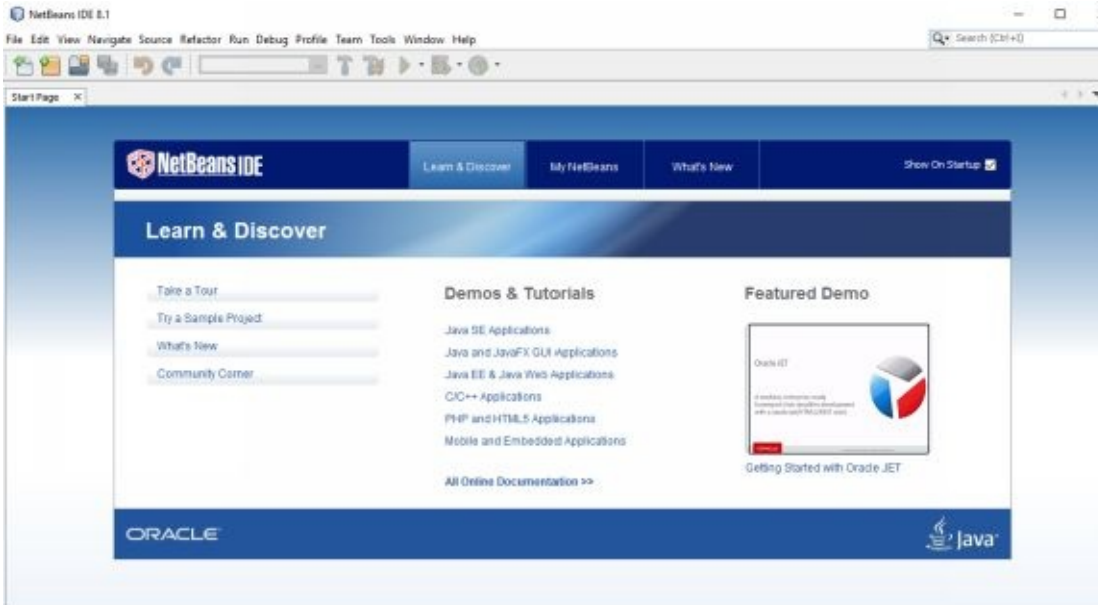 NetBeans IDE 8.1
File Edit View Navigate Source Refactor Run Debug Profile Team Tools Window Help
Search (Ctrl+I)
Start Page
NetBeans IDE
Learn & Discover
My NetBeans
What's New
Show On Startup
Learn & Discover
Take a Tour
Try a Sample Project
What's New
Community Corner
Demos & Tutorials
Java SE Applications
Java and JavaFX GUI Applications
Java EE & Java Web Applications
C/C++ Applications
PHP and HTML5 Applications
Mobile and Embedded Applications
All Online Documentation >>
Featured Demo
Oracle JET
Getting Started with Oracle JET
ORACLE
Java